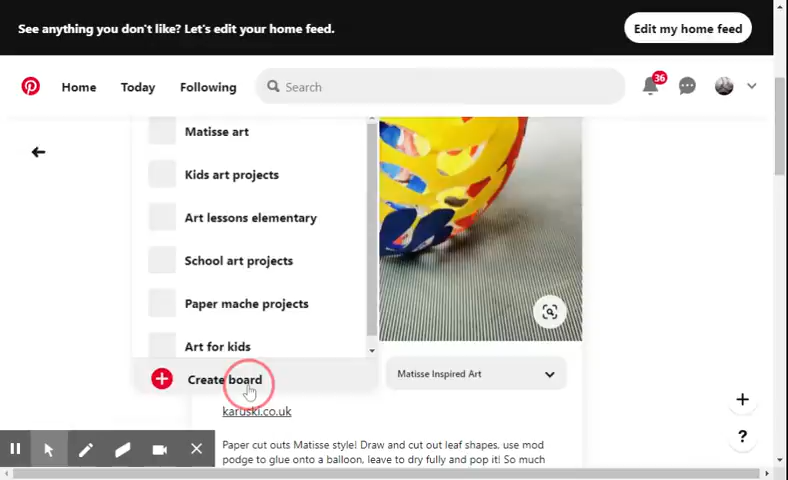 See anything you don't like? Let's edit your home feed.
Edit my home feed
Home
Today
Following
Search
36
Matisse art
Kids art projects
Art lessons elementary
School art projects
Paper mache projects
Art for kids
Create board
Matisse Inspired Art
karuski.co.uk
Paper cut outs Matisse style! Draw and cut out leaf shapes, use mod
podge to glue onto a balloon, leave to dry fully and pop it! So much
?